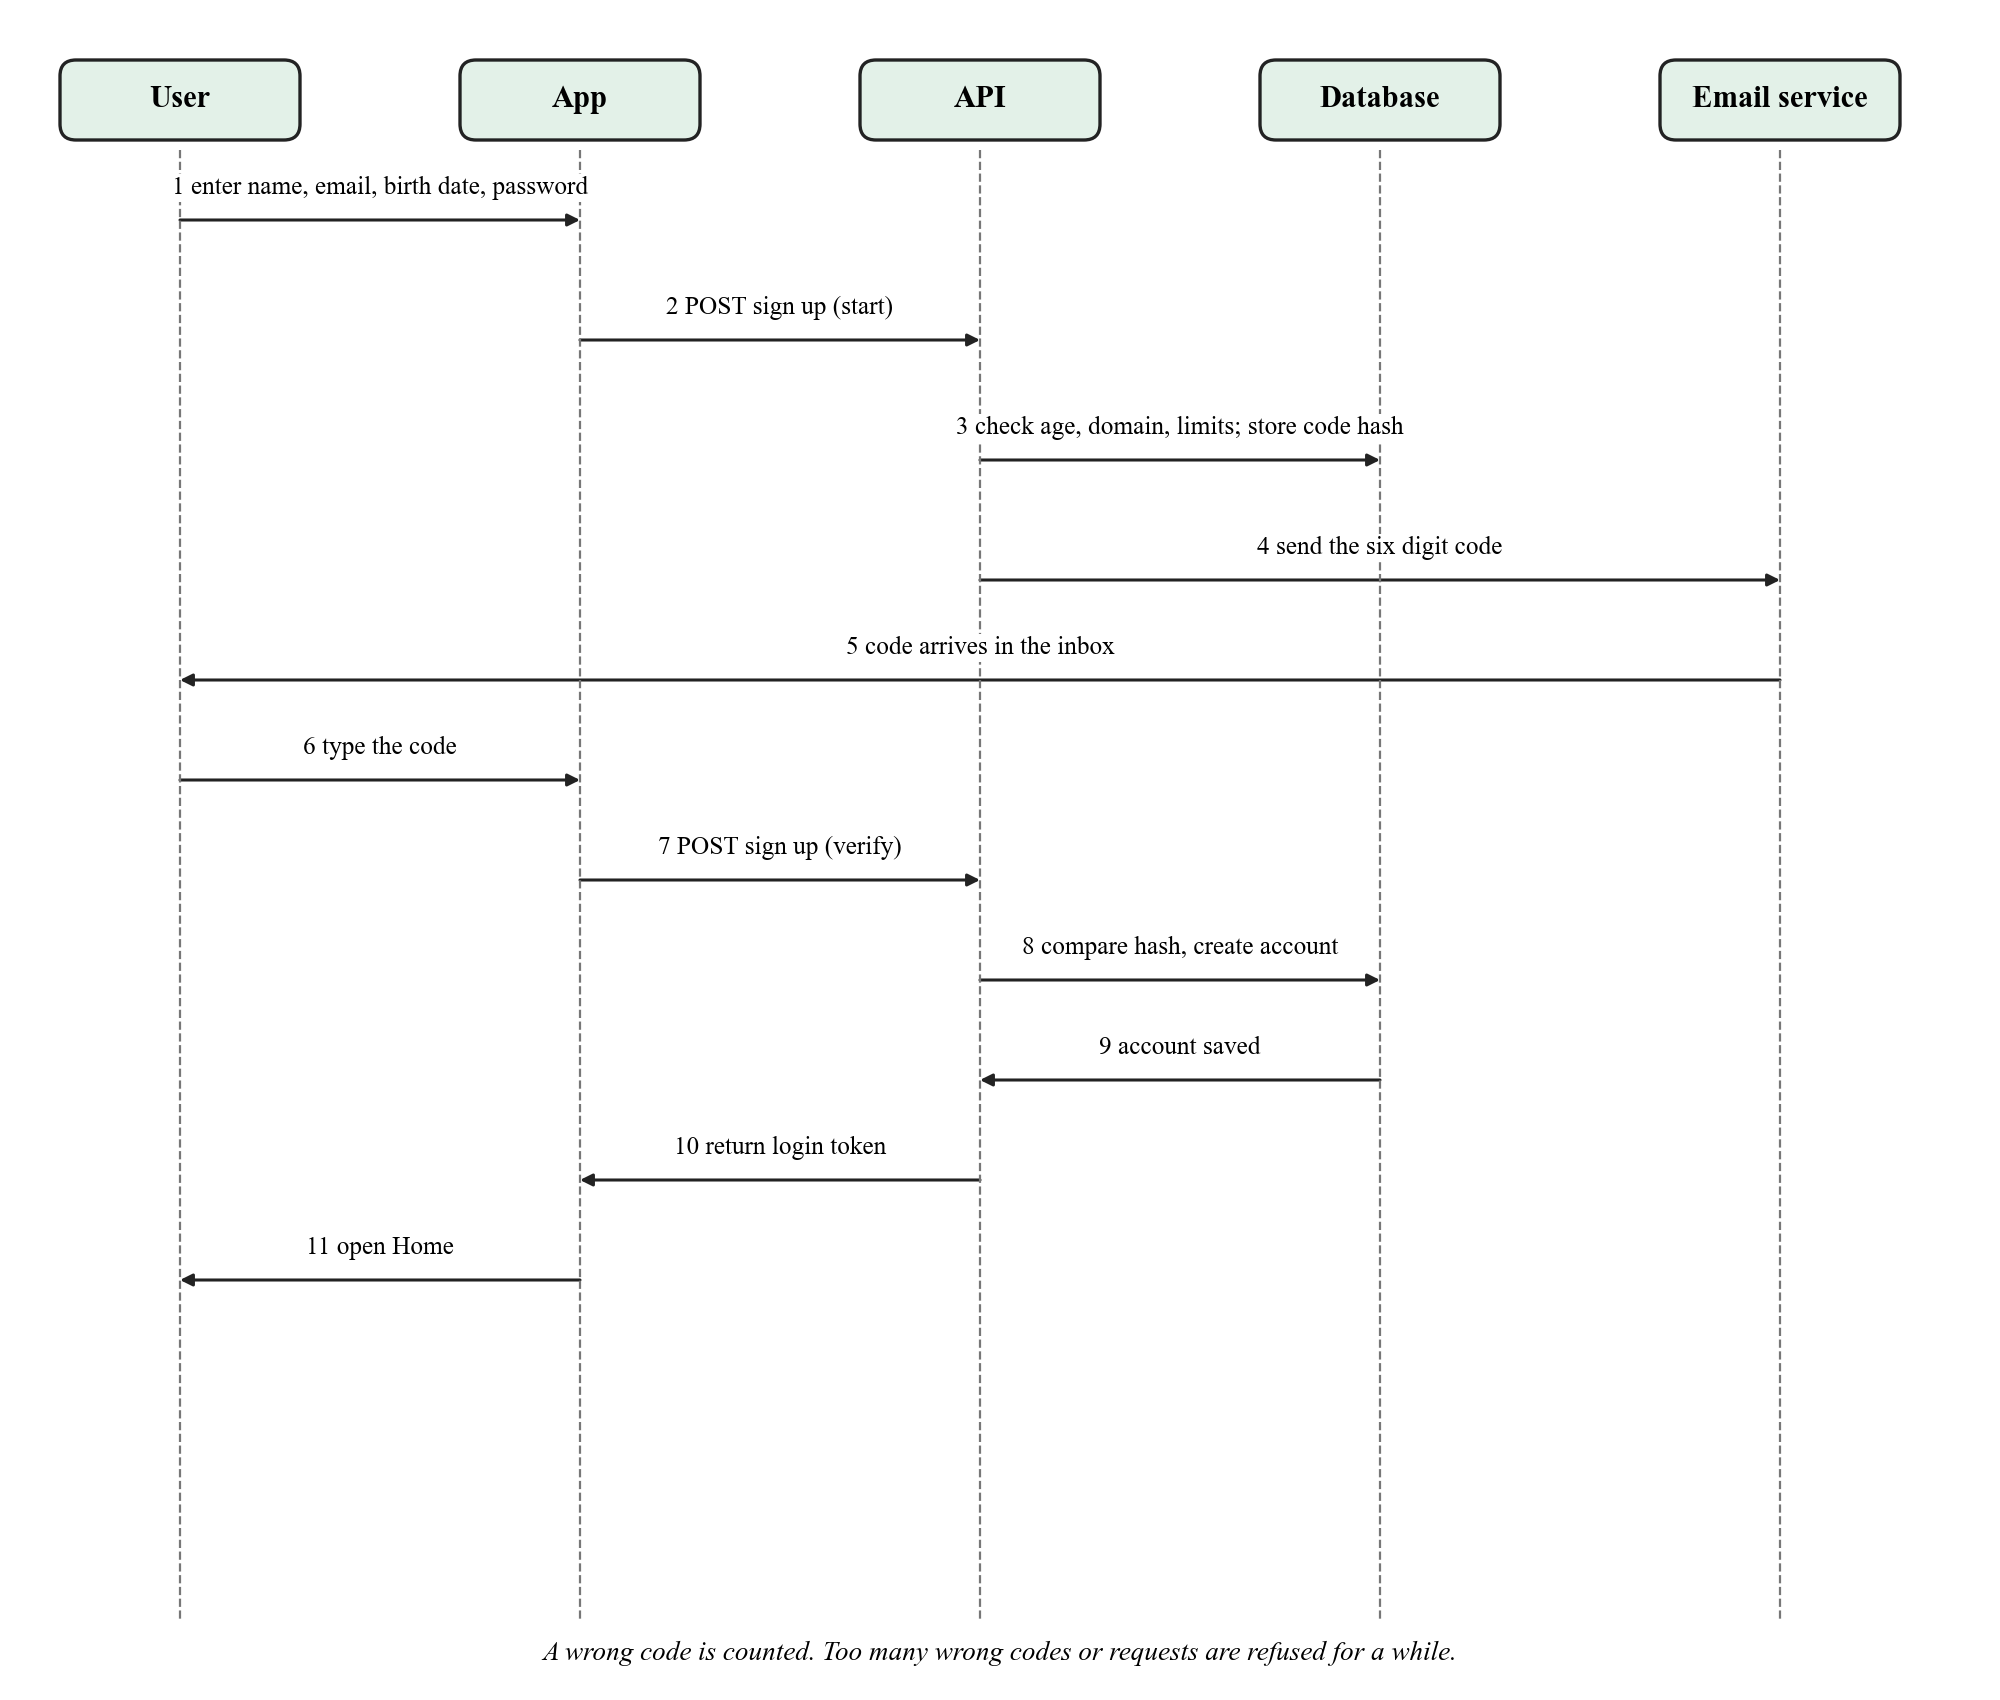 User
App
API
Database
Email service
1 enter name, email, birth date, password
2 POST sign up (start)
3 check age, domain, limits; store code hash
4 send the six digit code
5 code arrives in the inbox
6 type the code
7 POST sign up (verify)
8 compare hash, create account
9 account saved
10 return login token
11 open Home
A wrong code is counted. Too many wrong codes or requests are refused for a while.